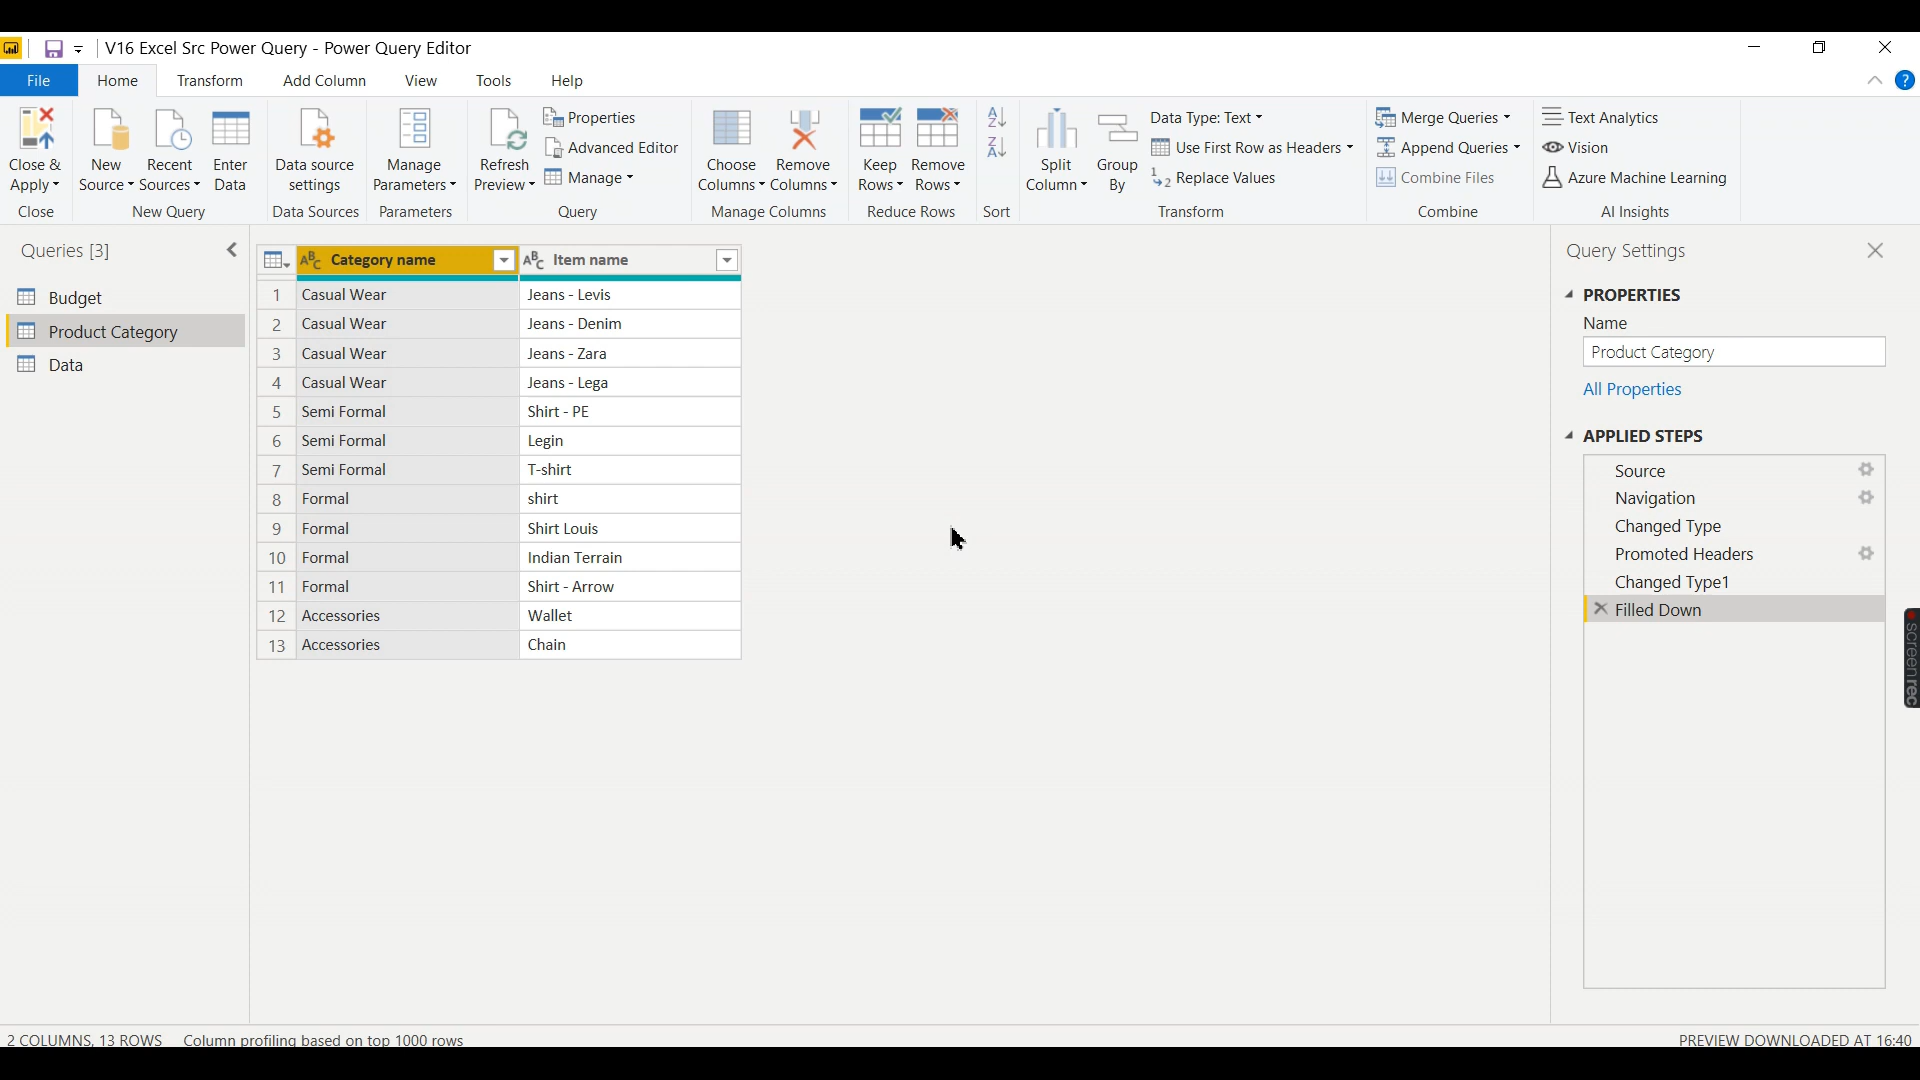 V16 Excel Src Power Query - Power Query Editor
File Home Transform Add Column View Tools Help
Close & Apply
New Source
Recent Sources
Enter Data
Data source settings
Manage Parameters
Refresh Preview
Properties
Advanced Editor
Manage
Choose Columns
Remove Columns
Keep Rows
Remove Rows
A Z
Z A
Split Column
Group By
Data Type: Text
Use First Row as Headers
1 2 Replace Values
Merge Queries
Append Queries
Combine Files
Text Analytics
Vision
Azure Machine Learning
Close New Query Data Sources Parameters Query Manage Columns Reduce Rows Sort Transform Combine AI Insights
Queries [3]
Budget
Product Category
Data
ABC Category name ABC Item name
1 Casual Wear Jeans - Levis
2 Casual Wear Jeans - Denim
3 Casual Wear Jeans - Zara
4 Casual Wear Jeans - Lega
5 Semi Formal Shirt - PE
6 Semi Formal Legin
7 Semi Formal T-shirt
8 Formal shirt
9 Formal Shirt Louis
10 Formal Indian Terrain
11 Formal Shirt - Arrow
12 Accessories Wallet
13 Accessories Chain
Query Settings
PROPERTIES
Name
Product Category
All Properties
APPLIED STEPS
Source
Navigation
Changed Type
Promoted Headers
Changed Type1
Filled Down
screenrec
2 COLUMNS, 13 ROWS Column profiling based on top 1000 rows
PREVIEW DOWNLOADED AT 16:40